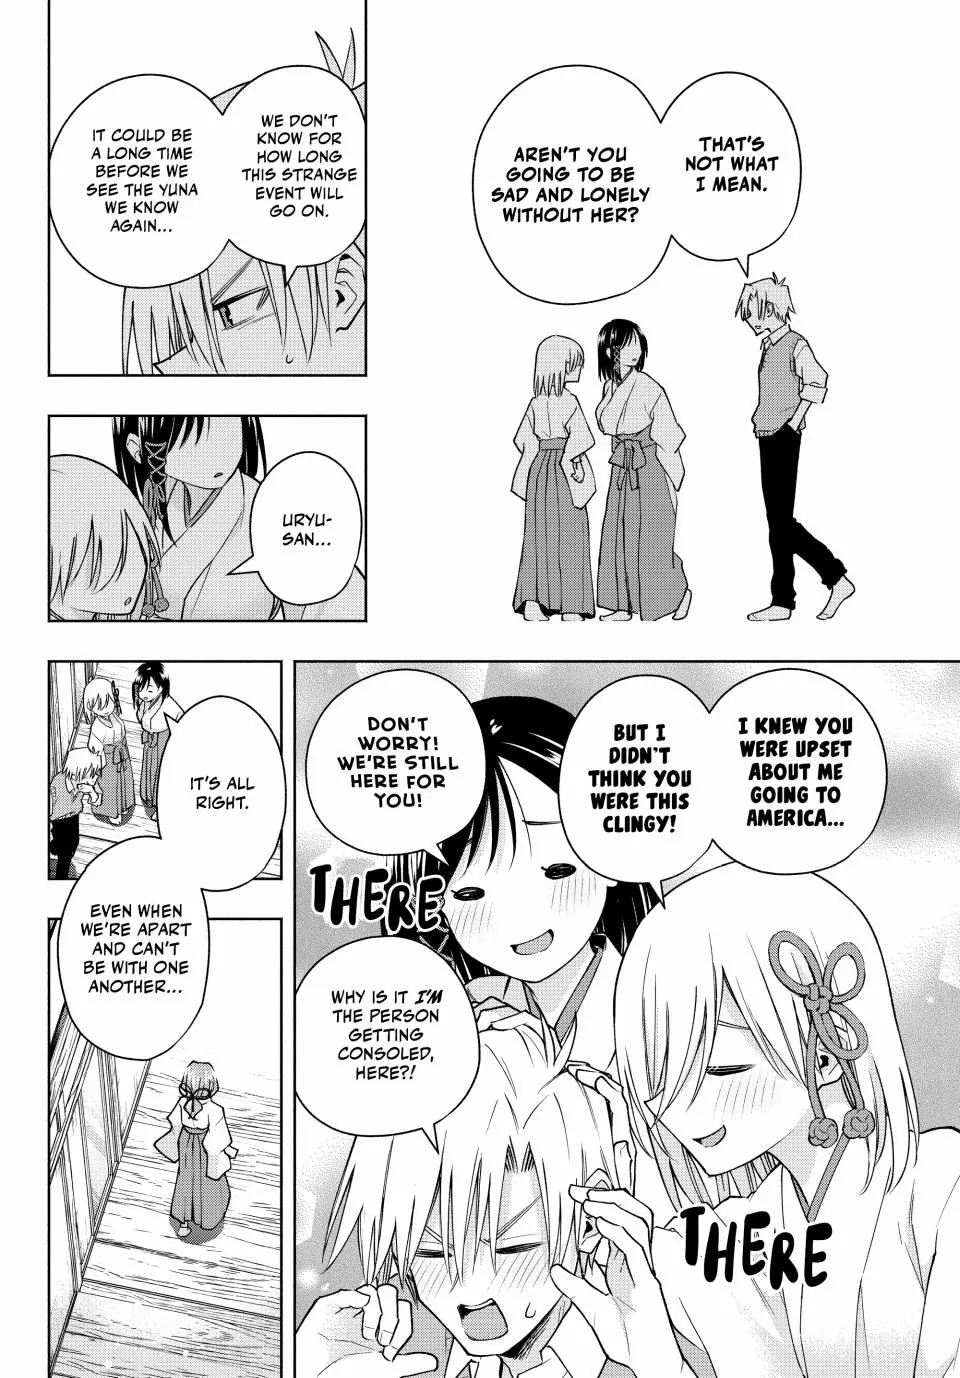 THAT'S
NOT WHAT
I MEAN.
AREN'T YOU
GOING TO BE
SAD AND LONELY
WITHOUT HER?
WE DON'T
KNOW FOR
HOW LONG
THIS STRANGE
EVENT WILL
GO ON.
IT COULD BE
A LONG TIME
BEFORE WE
SEE THE YUNA
WE KNOW
AGAIN...
URYU-
SAN...
I KNEW YOU
WERE UPSET
ABOUT ME
GOING TO
AMERICA...
BUT I
DIDN'T
THINK YOU
WERE THIS
CLINGY!
DON'T
WORRY!
WE'RE STILL
HERE FOR
YOU!
THERE
THERE
WHY IS IT I'M
THE PERSON
GETTING
CONSOLED,
HERE?!
IT'S ALL
RIGHT.
EVEN WHEN
WE'RE APART
AND CAN'T
BE WITH ONE
ANOTHER...